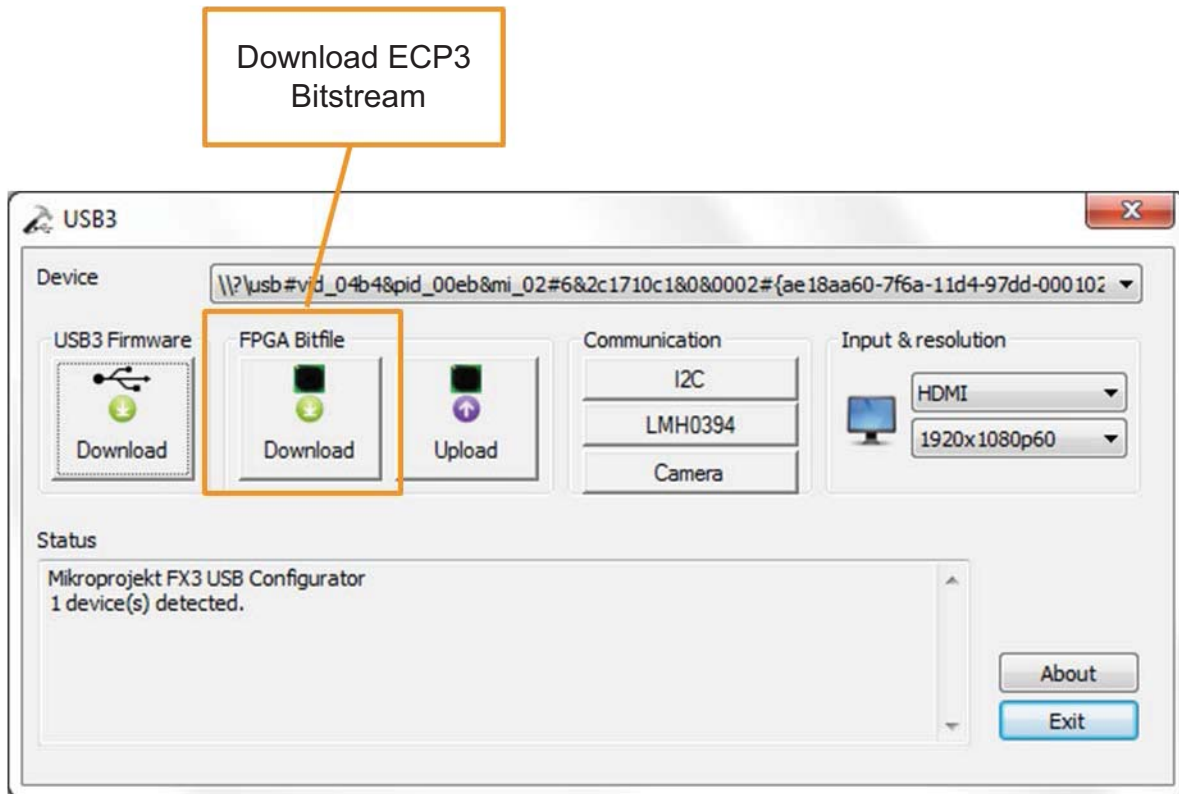 Download ECP3
Bitstream
USB3
Device
\\?\usb#vid_04b4&pid_00eb&mi_02#6&2c1710c1&0&0002#{ae18aa60-7f6a-11d4-97dd-000102
USB3 Firmware
Download
FPGA Bitfile
Download
Upload
Communication
I2C
LMH0394
Camera
Input & resolution
HDMI
1920x1080p60
Status
Mikroprojekt FX3 USB Configurator
1 device(s) detected.
About
Exit